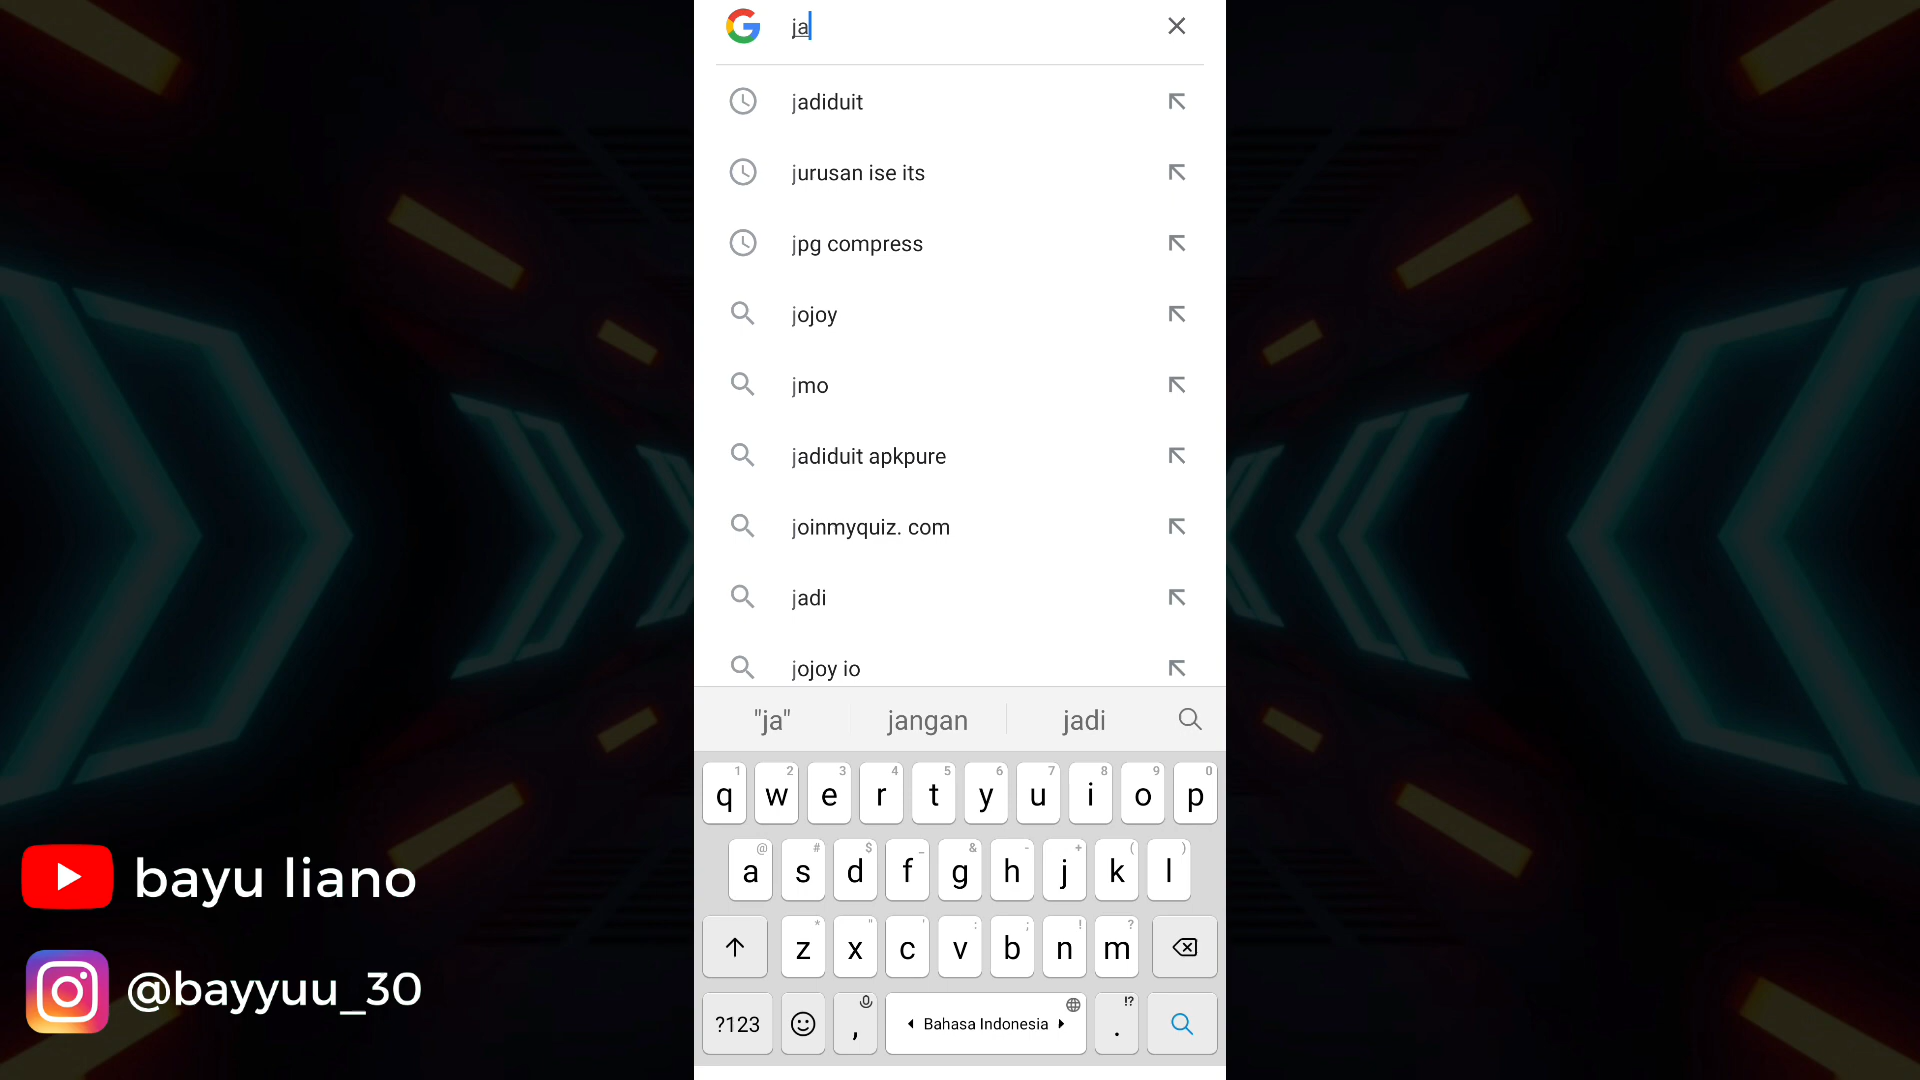 ja
jadiduit
jurusan ise its
jpg compress
jojoy
jmo
jadiduit apkpure
joinmyquiz. com
jadi
jojoy io
"ja" jangan jadi
1 2 3 4 5 6 7 8 9 0
q w e r t y u i o p
@ # $ _ & - + ( )
a s d f g h j k l
* " ' : ; ! ?
z x c v b n m
?123 , Bahasa Indonesia !? .
bayu liano
@bayyuu_30